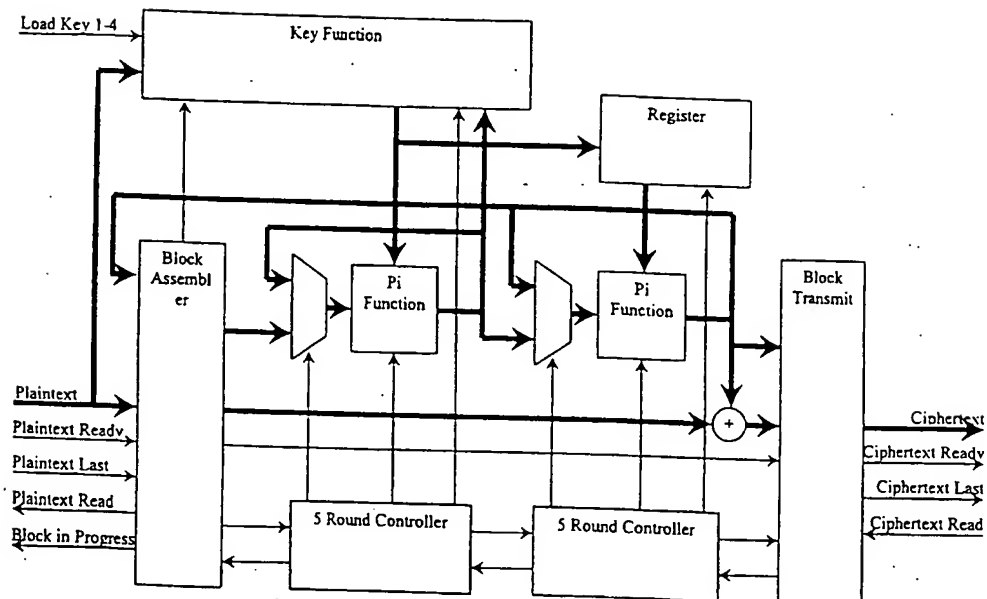 Load Key 1-4
Key Function
Register
Block
Assembl
er
Pi
Function
Pi
Function
Block
Transmit
Plaintext
Plaintext Ready
Plaintext Last
Plaintext Read
Block in Progress
+
Ciphertext
Ciphertext Ready
Ciphertext Last
Ciphertext Read
5 Round Controller
5 Round Controller